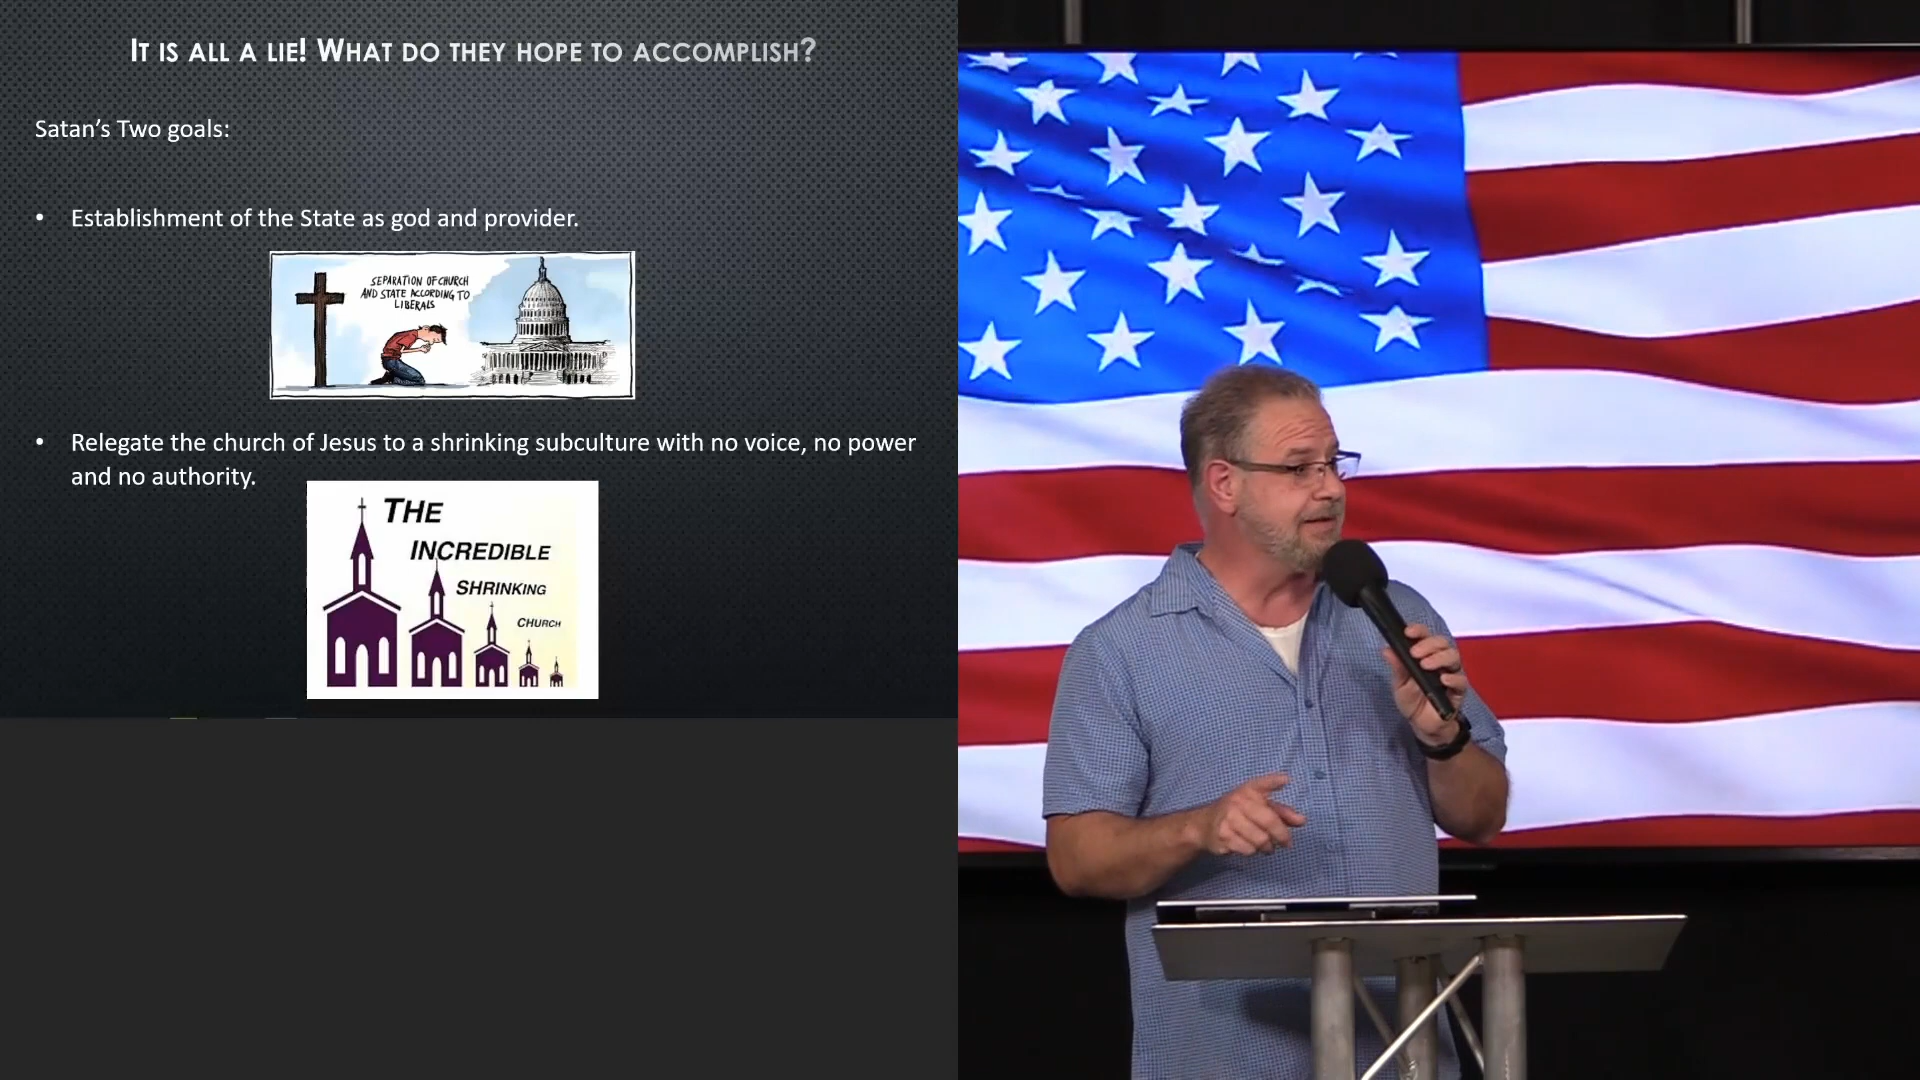 IT IS ALL A LIE! WHAT DO THEY HOPE TO ACCOMPLISH?
Satan's Two goals:
• Establishment of the State as god and provider.
SEPARATION OF CHURCH
AND STATE ACCORDING TO
LIBERALS
• Relegate the church of Jesus to a shrinking subculture with no voice, no power
and no authority.
THE
INCREDIBLE
SHRINKING
CHURCH